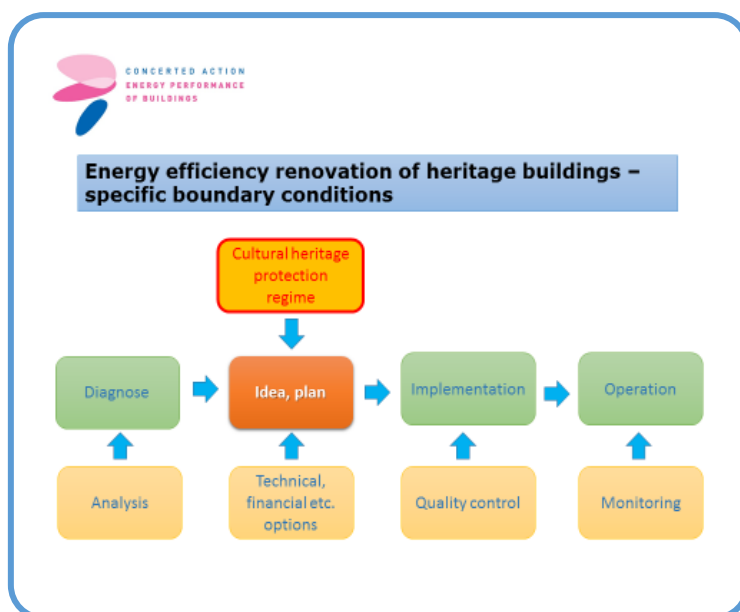 CONCERTED ACTION
ENERGY PERFORMANCE
OF BUILDINGS
Energy efficiency renovation of heritage buildings –
specific boundary conditions
Cultural heritage
protection
regime
Diagnose
Idea, plan
Implementation
Operation
Analysis
Technical,
financial etc.
options
Quality control
Monitoring